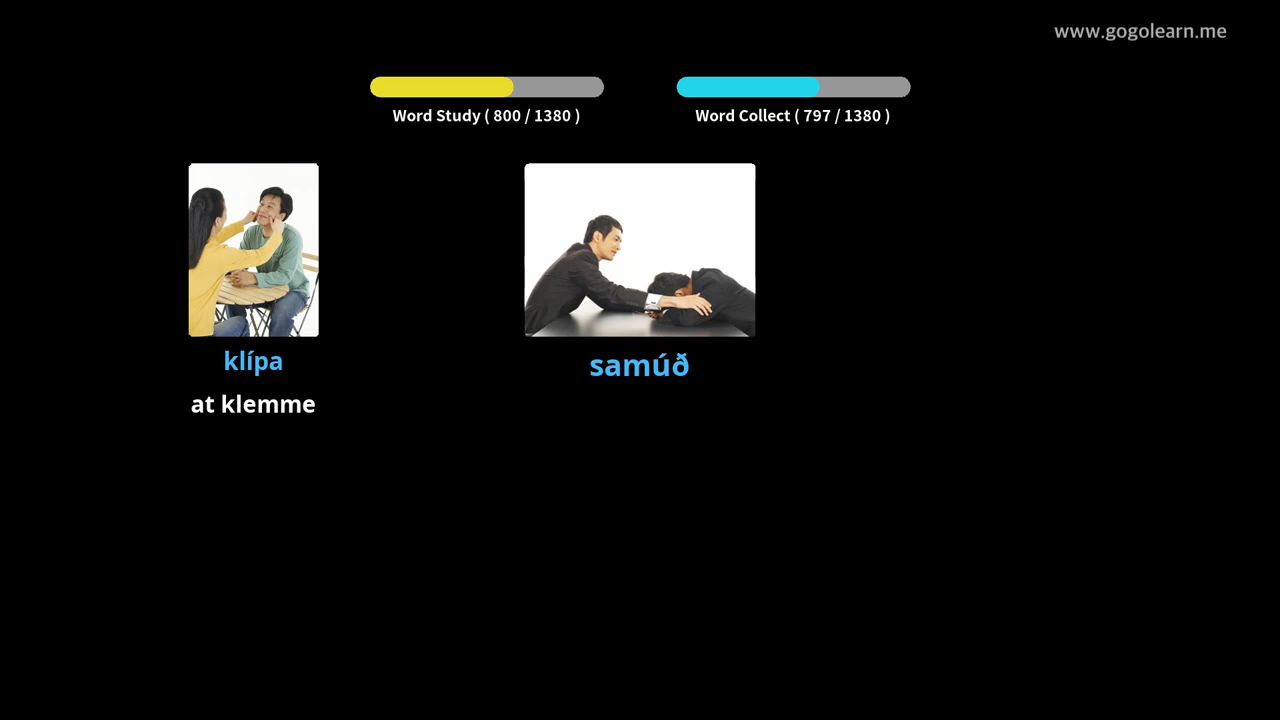 www.gogolearn.me
Word Study ( 800 / 1380 )
Word Collect ( 797 / 1380 )
klípa
at klemme
samúð